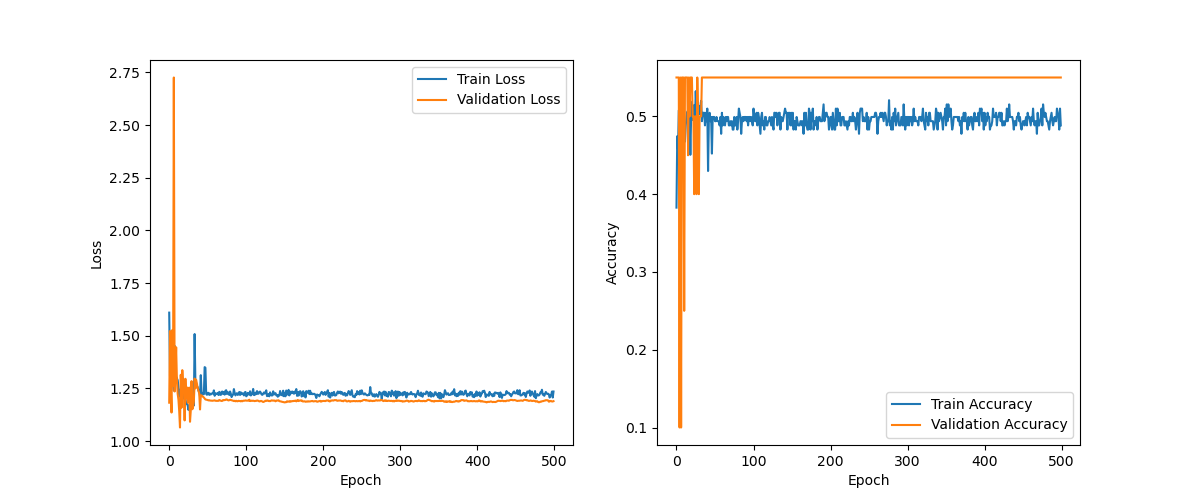 2.75
2.50
2.25
2.00
1.75
1.50
1.25
1.00
Loss
0 100 200 300 400 500
Epoch
Train Loss
Validation Loss
0.5
0.4
0.3
0.2
0.1
Accuracy
0 100 200 300 400 500
Epoch
Train Accuracy
Validation Accuracy